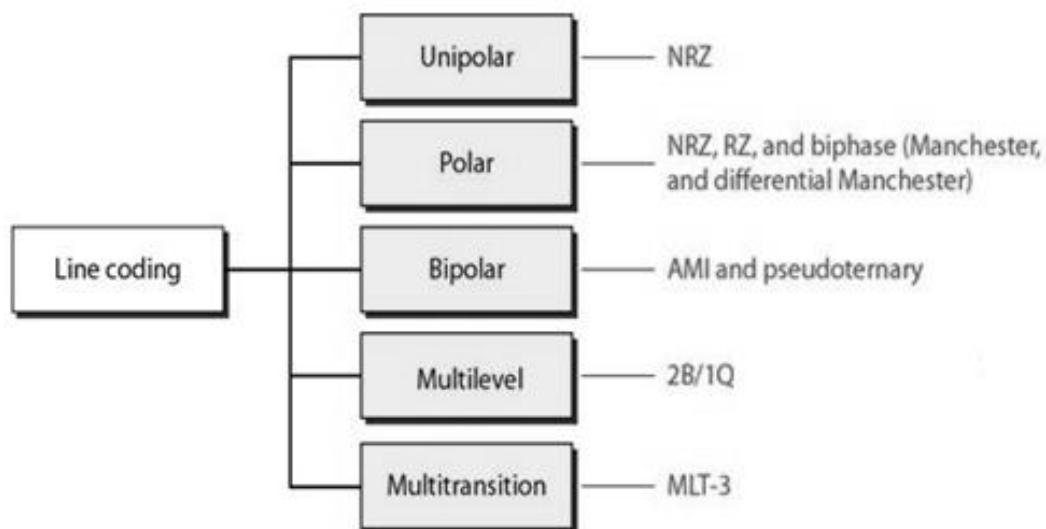 Line coding
Unipolar
NRZ
Polar
NRZ, RZ, and biphase (Manchester,
and differential Manchester)
Bipolar
AMI and pseudoternary
Multilevel
2B/1Q
Multitransition
MLT-3